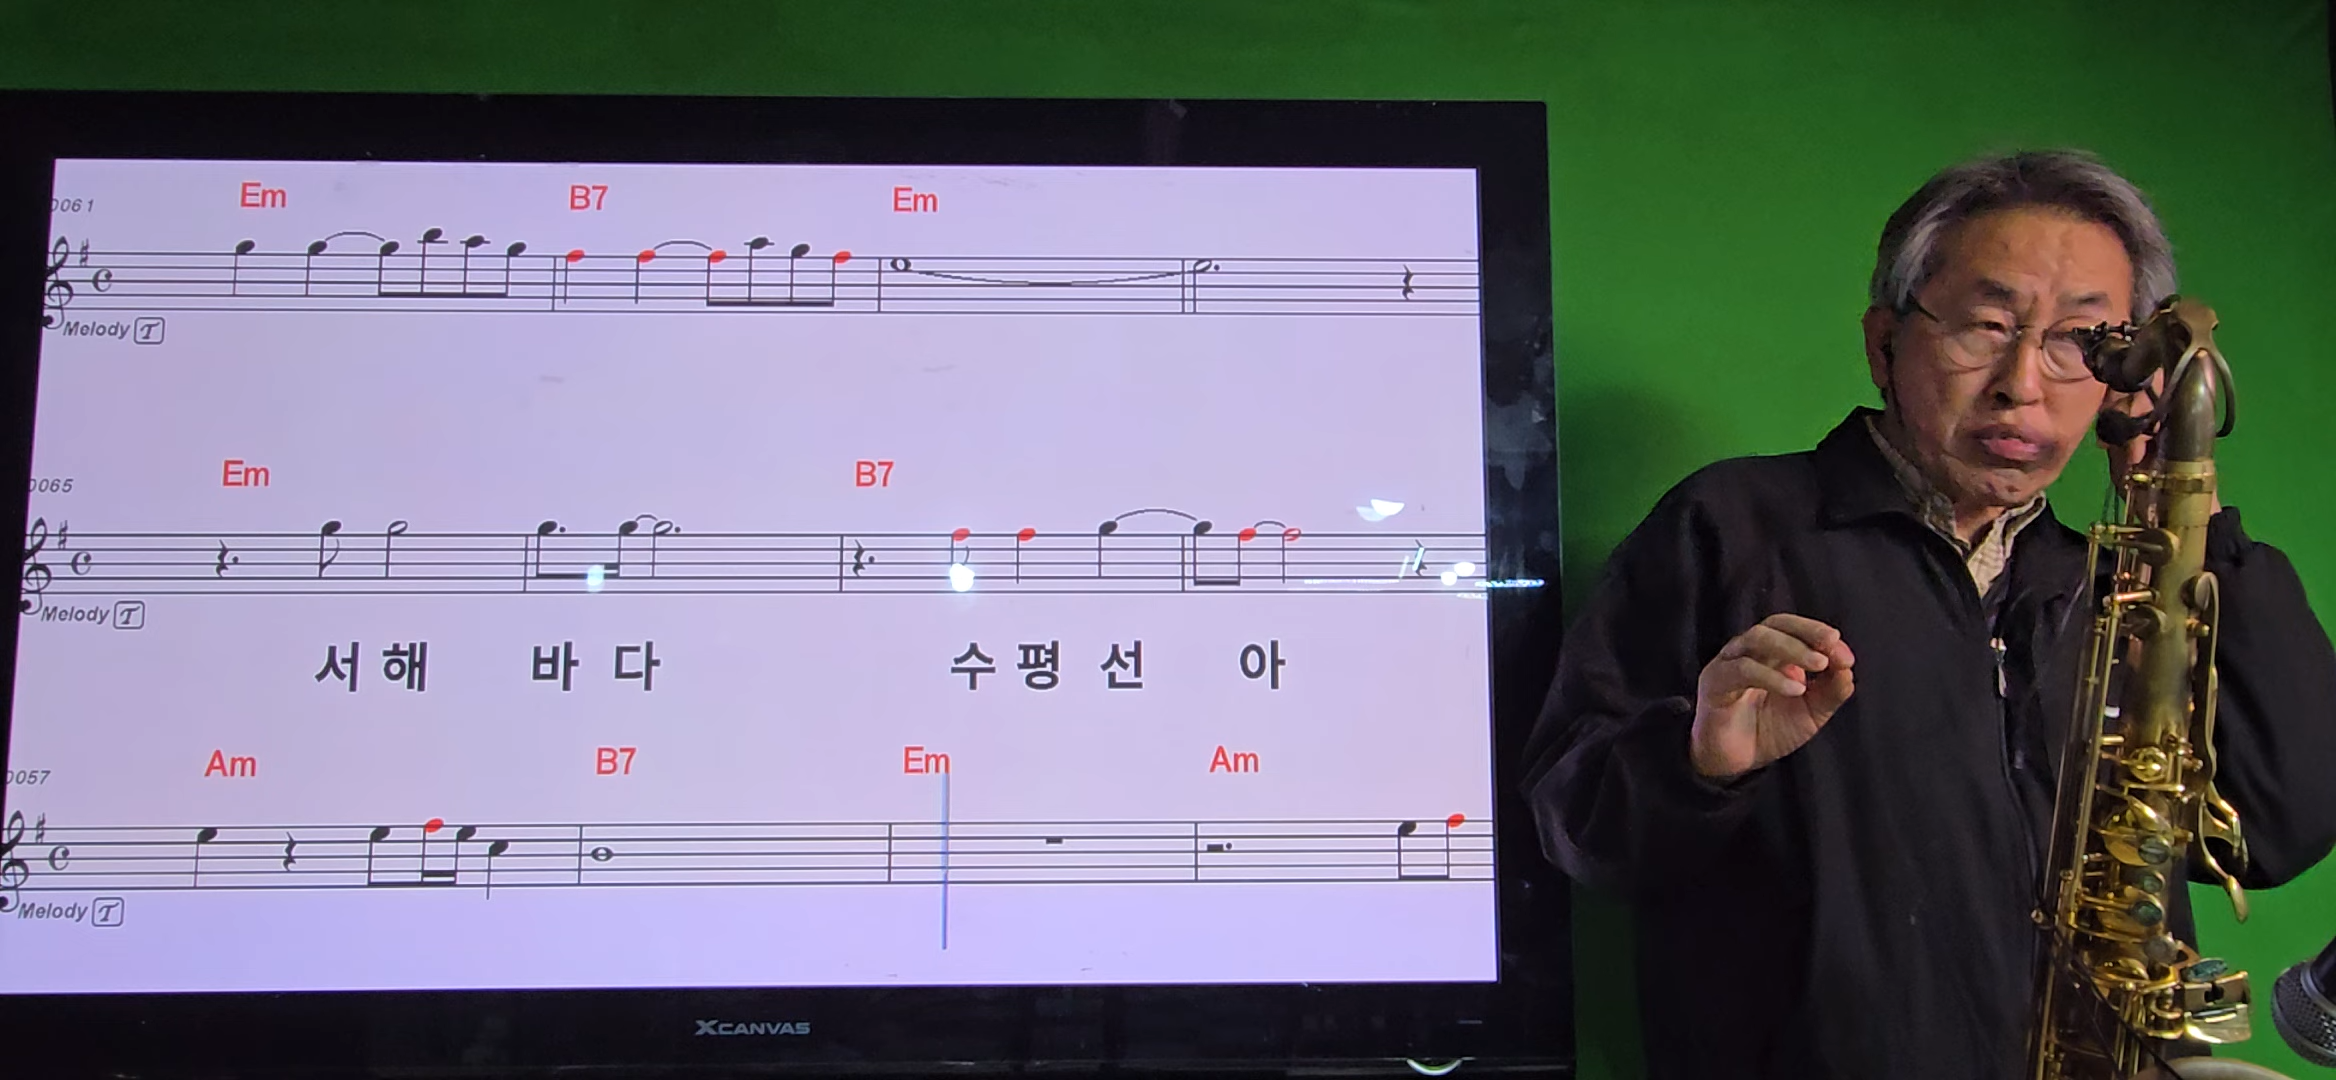 Em B7 Em
0061
Melody T
Em B7
0065
Melody T
서 해 바 다 수 평 선 아
Am B7 Em Am
0057
Melody T
XCANVAS